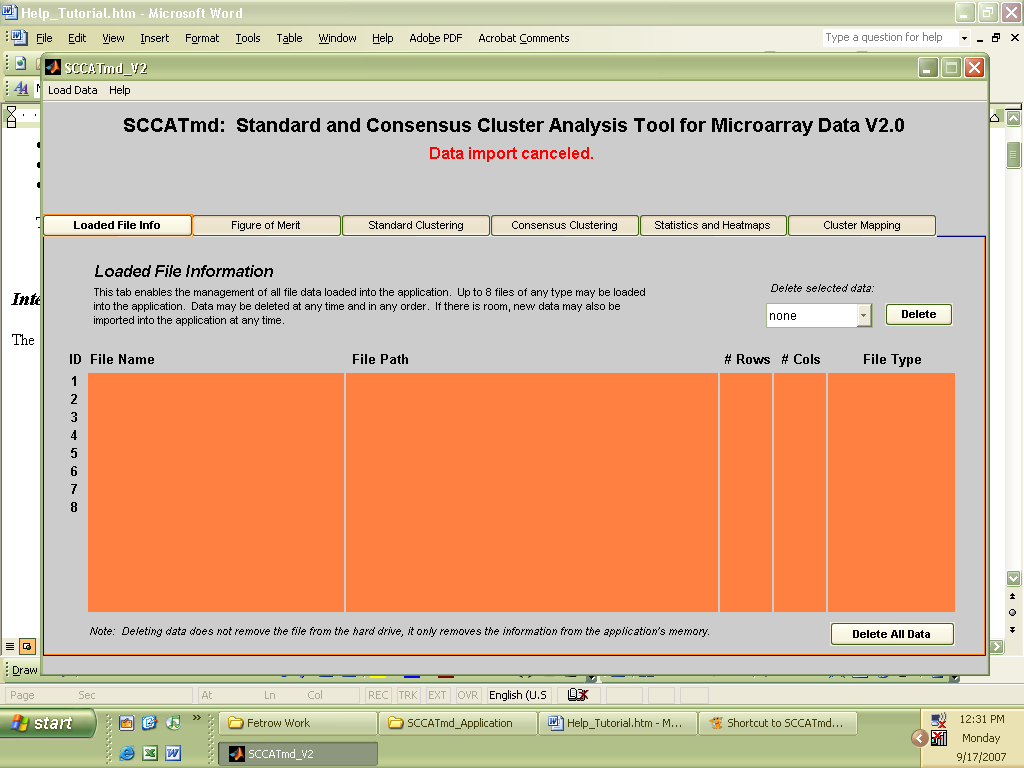 Help_Tutorial.htm - Microsoft Word
File Edit View Insert Format Tools Table Window Help Adobe PDF Acrobat Comments
Type a question for help
SCCATmd_V2
Load Data Help
SCCATmd: Standard and Consensus Cluster Analysis Tool for Microarray Data V2.0
Data import canceled.
Loaded File Info Figure of Merit Standard Clustering Consensus Clustering Statistics and Heatmaps Cluster Mapping
Loaded File Information
This tab enables the management of all file data loaded into the application. Up to 8 files of any type may be loaded
into the application. Data may be deleted at any time and in any order. If there is room, new data may also be
imported into the application at any time.
Delete selected data:
none Delete
Inte
The
ID File Name File Path # Rows # Cols File Type
1
2
3
4
5
6
7
8
Note: Deleting data does not remove the file from the hard drive, it only removes the information from the application's memory.
Delete All Data
Draw
Page Sec At Ln Col REC TRK EXT OVR English (U.S
start
Fetrow Work SCCATmd_Application Help_Tutorial.htm - M... Shortcut to SCCATmd...
SCCATmd_V2
12:31 PM
Monday
9/17/2007